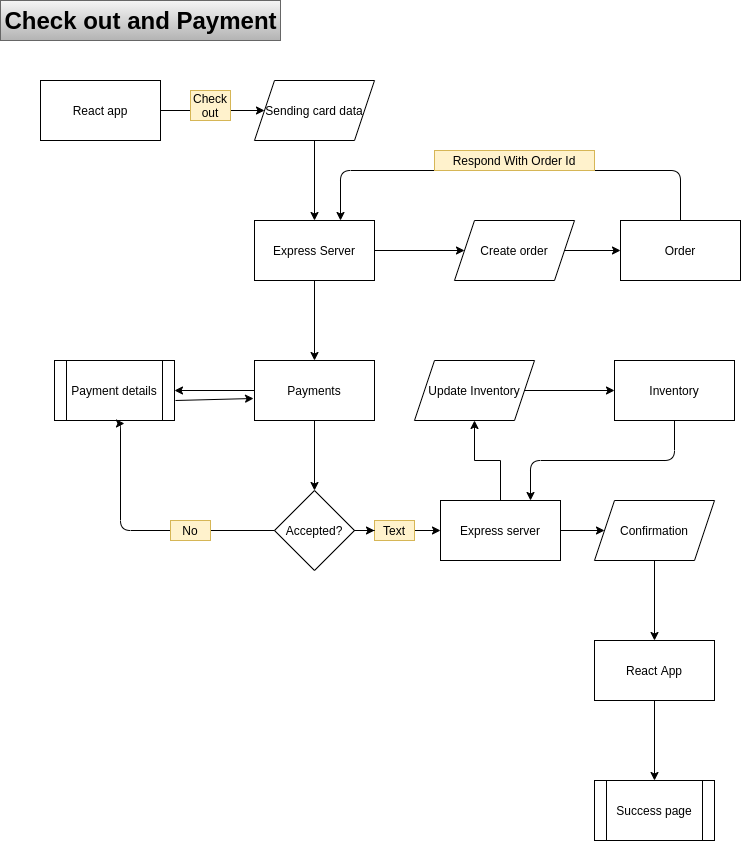 Check out and Payment
React app
Check
out
Sending card data
Respond With Order Id
Express Server
Create order
Order
Payment details
Payments
Update Inventory
Inventory
No
Accepted?
Text
Express server
Confirmation
React App
Success page